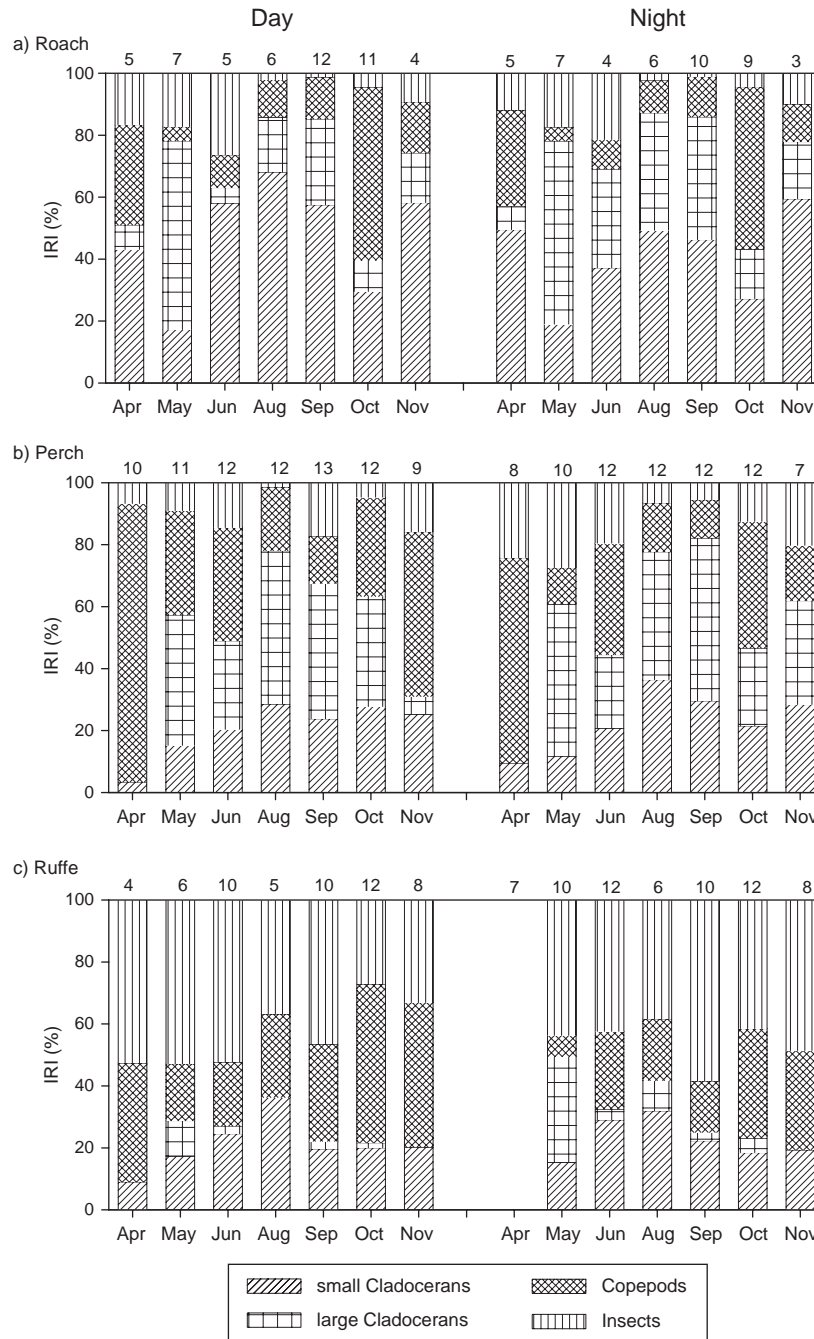 Day Night
a) Roach
5 7 5 6 12 11 4 5 7 4 6 10 9 3
100
80
60
40
20
0
IRI (%)
Apr May Jun Aug Sep Oct Nov Apr May Jun Aug Sep Oct Nov
b) Perch
10 11 12 12 13 12 9 8 10 12 12 12 12 7
100
80
60
40
20
0
IRI (%)
Apr May Jun Aug Sep Oct Nov Apr May Jun Aug Sep Oct Nov
c) Ruffe
4 6 10 5 10 12 8 7 10 12 6 10 12 8
100
80
60
40
20
0
IRI (%)
Apr May Jun Aug Sep Oct Nov Apr May Jun Aug Sep Oct Nov
small Cladocerans Copepods
large Cladocerans Insects